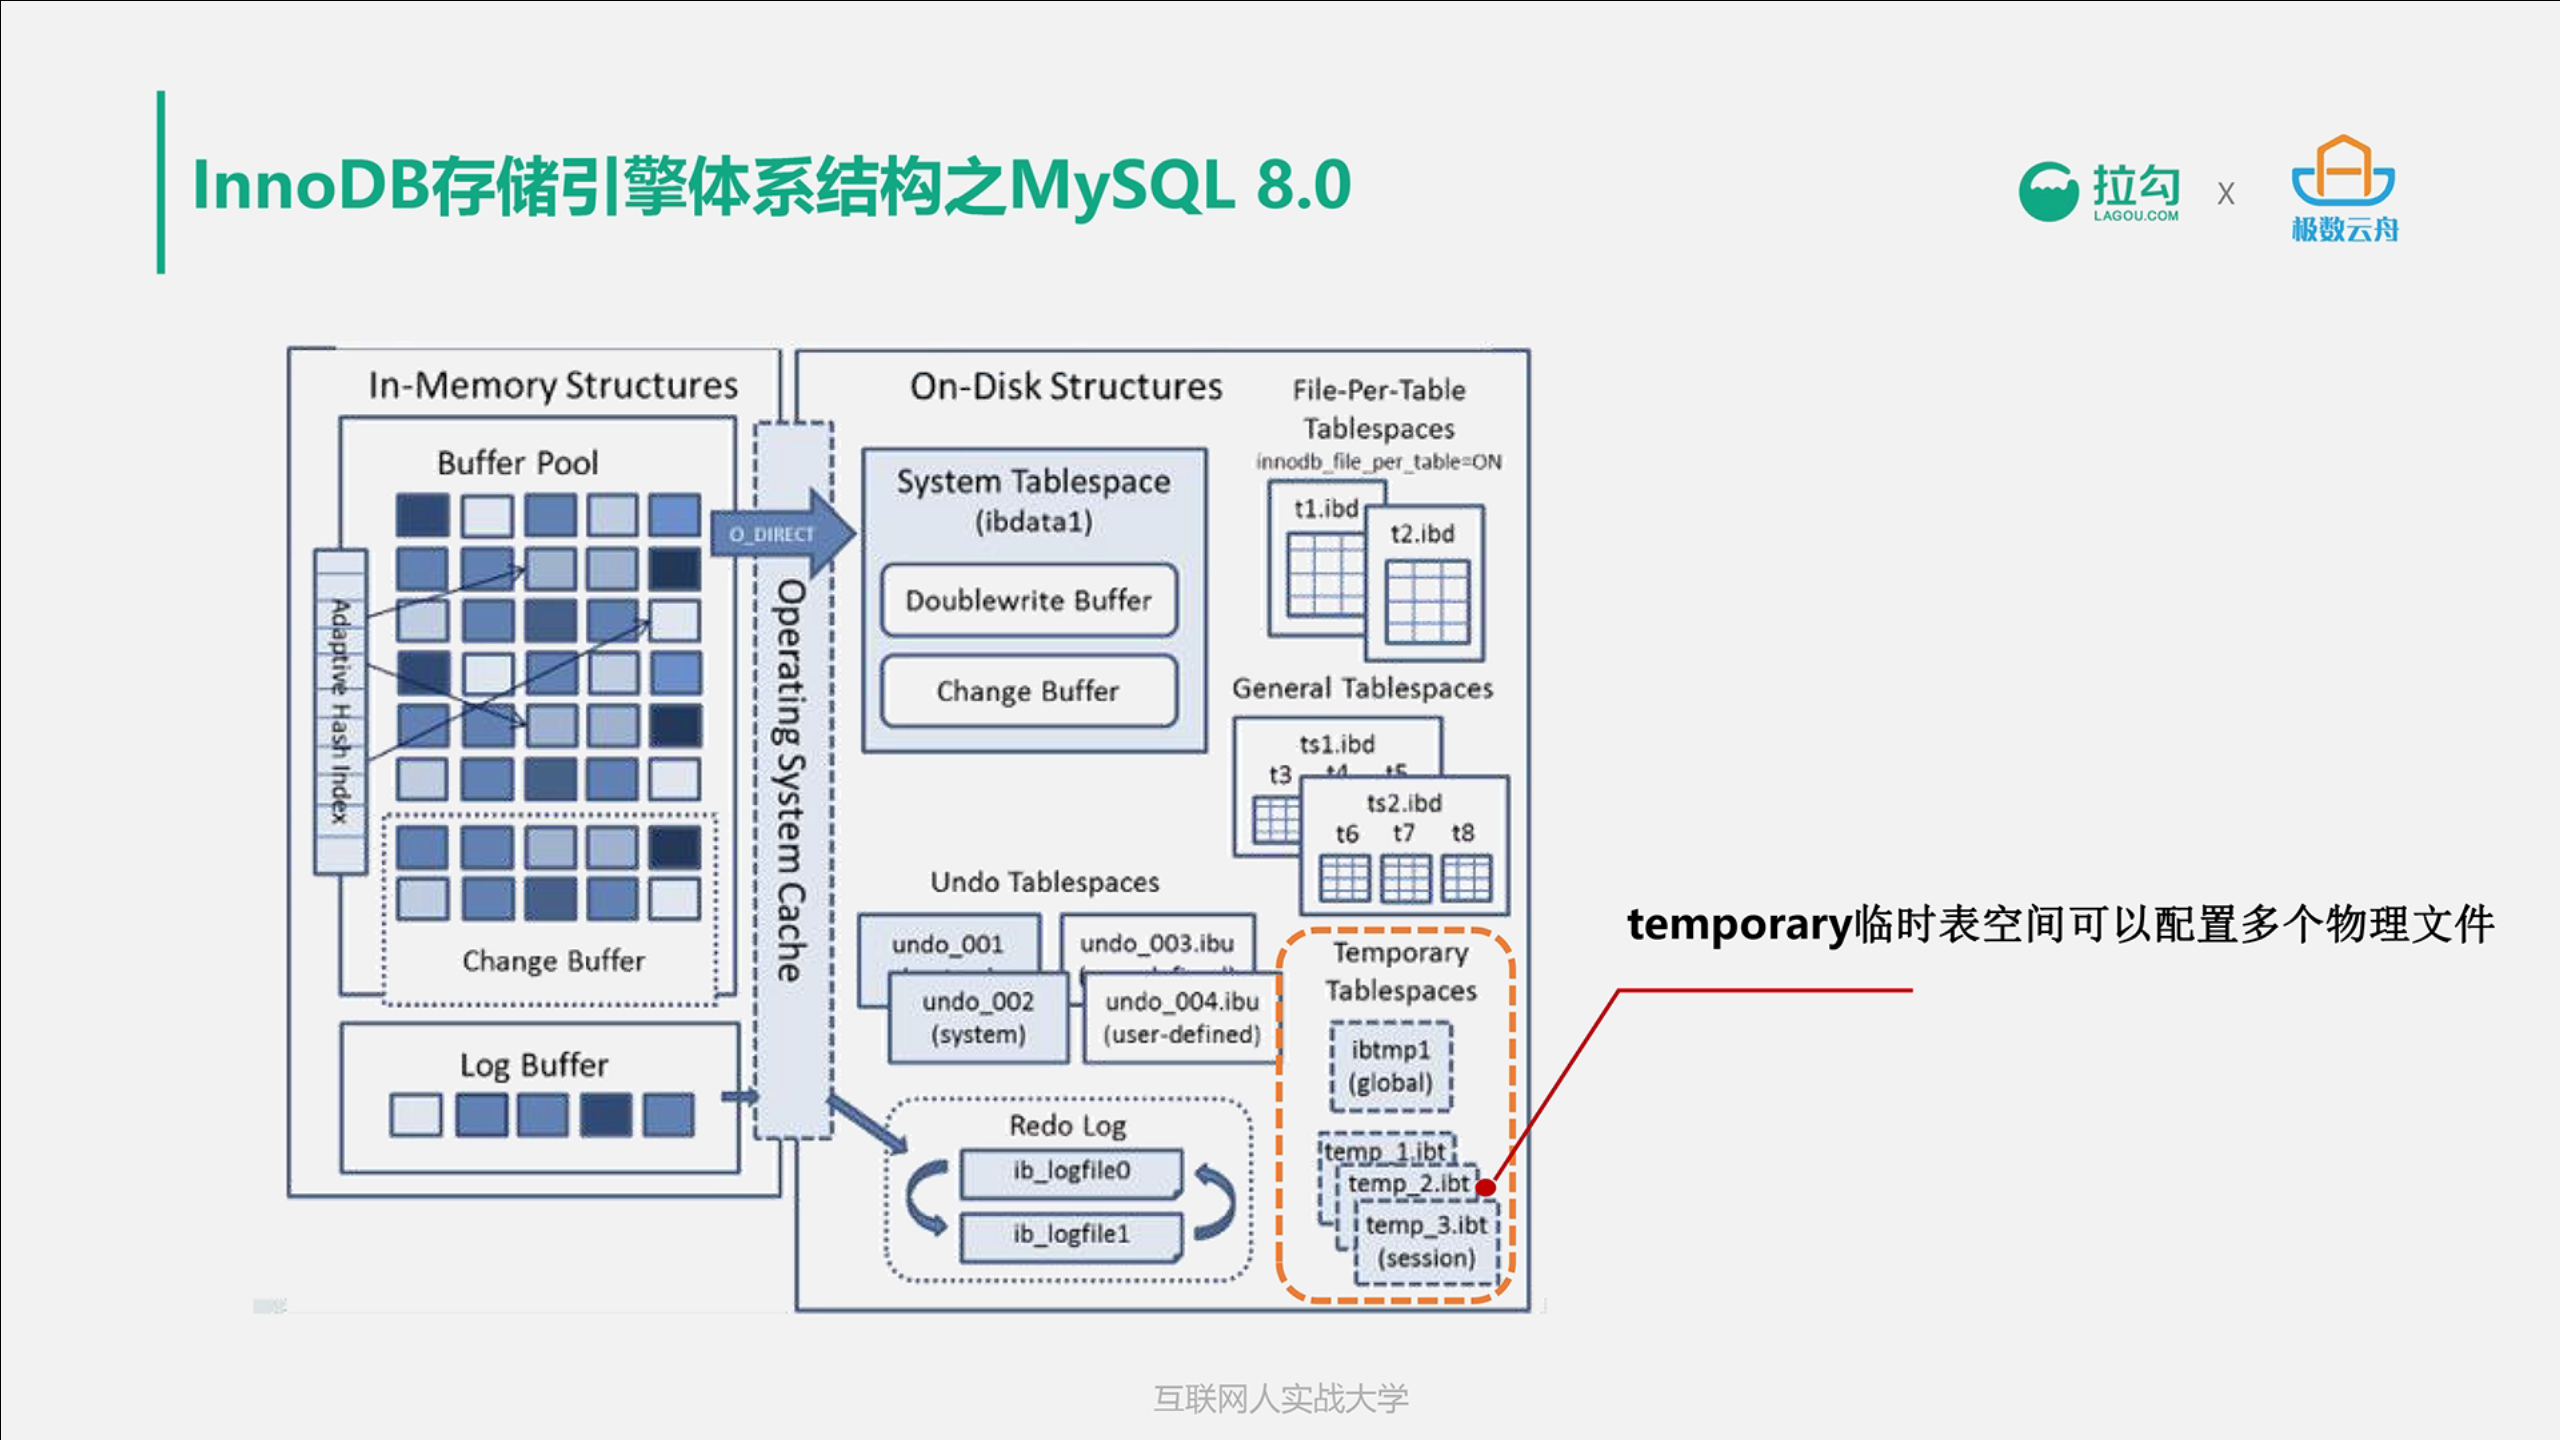 InnoDB存储引擎体系结构之MySQL 8.0
拉勾
LAGOU.COM
X
极数云舟
In-Memory Structures
Buffer Pool
Adaptive Hash Index
Change Buffer
Log Buffer
O_DIRECT
Operating System Cache
On-Disk Structures
System Tablespace
(ibdata1)
Doublewrite Buffer
Change Buffer
File-Per-Table
Tablespaces
innodb_file_per_table=ON
t1.ibd
t2.ibd
General Tablespaces
ts1.ibd
t3 t4 t5
ts2.ibd
t6 t7 t8
Undo Tablespaces
undo_001
undo_002
(system)
undo_003.ibu
undo_004.ibu
(user-defined)
Redo Log
ib_logfile0
ib_logfile1
Temporary
Tablespaces
ibtmp1
(global)
temp_1.ibt
temp_2.ibt
temp_3.ibt
(session)
temporary临时表空间可以配置多个物理文件
互联网人实战大学